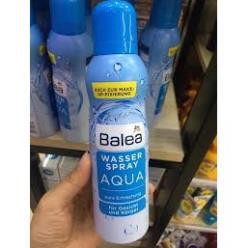 AUCH ZUR MAKE-
UP-FIXIERUNG
Balea
WASSER
SPRAY
AQUA
zur Erfrischung
für Gesicht
und Körper